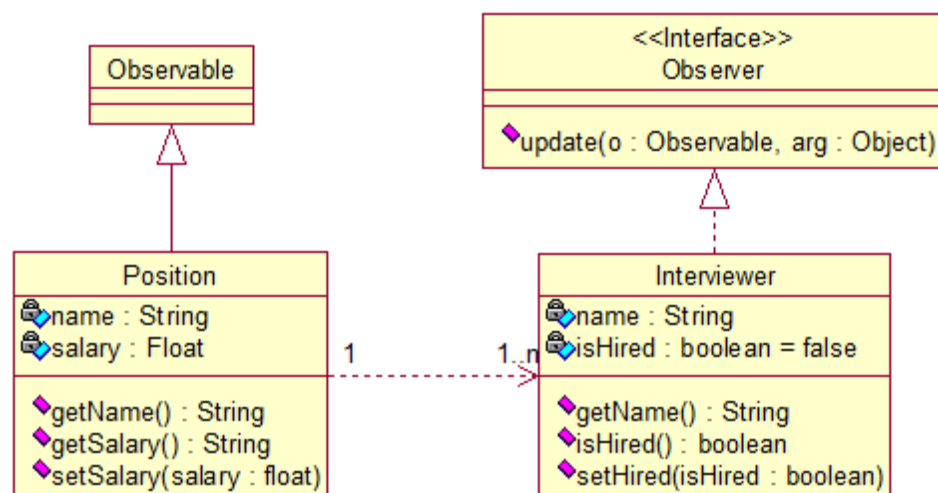 Observable
<<Interface>>
Observer
update(o : Observable, arg : Object)
Position
name : String
salary : Float
getName() : String
getSalary() : String
setSalary(salary : float)
1
1..n
Interviewer
name : String
isHired : boolean = false
getName() : String
isHired() : boolean
setHired(isHired : boolean)